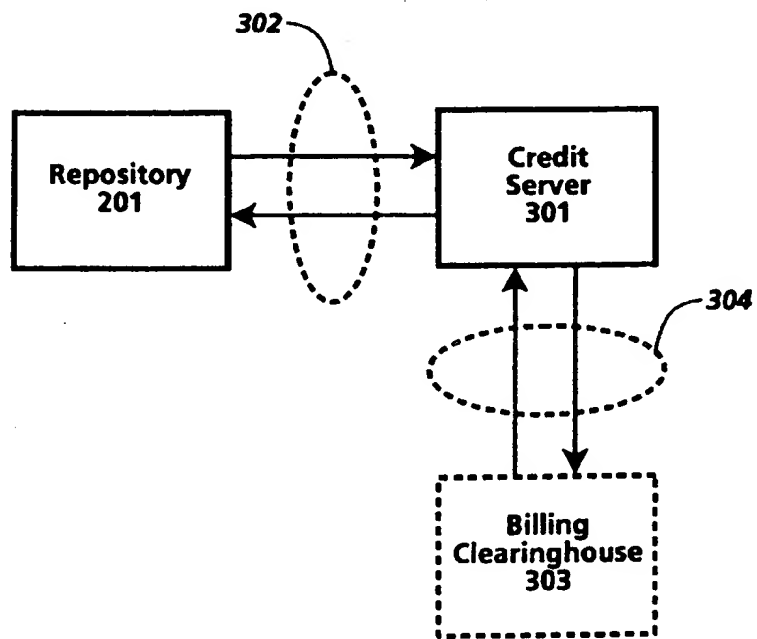 302
Repository
201
Credit
Server
301
304
Billing
Clearinghouse
303